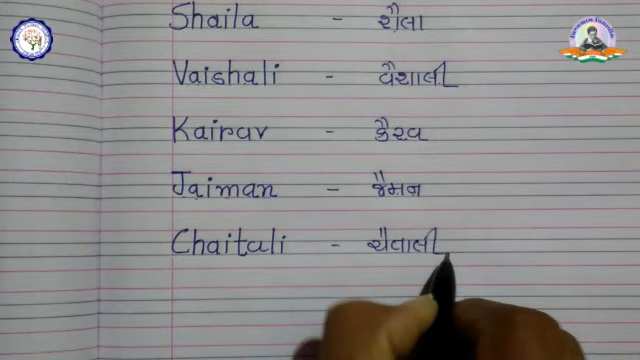 Shaila - શૈલા
Vaishali - વૈશાલી
Kairav - કૈરવ
Jaiman - જૈમન
Chaitali - ચૈતાલી